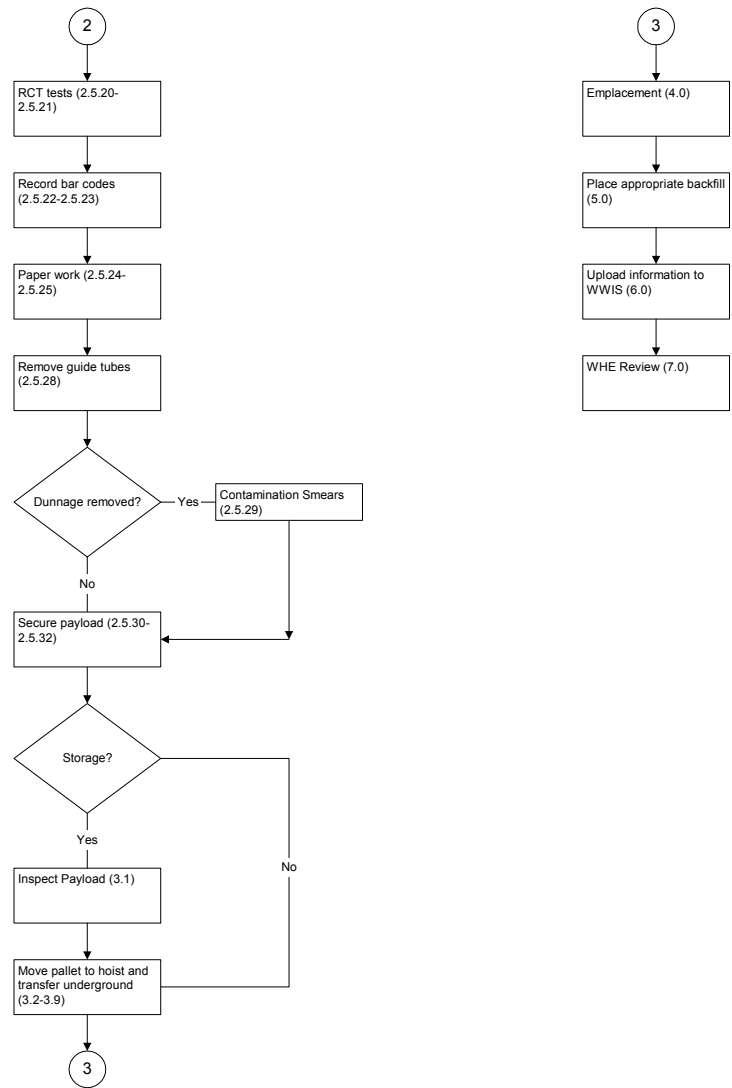 2
RCT tests (2.5.20-
2.5.21)
Record bar codes
(2.5.22-2.5.23)
Paper work (2.5.24-
2.5.25)
Remove guide tubes
(2.5.28)
Dunnage removed?
Yes
Contamination Smears
(2.5.29)
No
Secure payload (2.5.30-
2.5.32)
Storage?
Yes
No
Inspect Payload (3.1)
Move pallet to hoist and
transfer underground
(3.2-3.9)
3
3
Emplacement (4.0)
Place appropriate backfill
(5.0)
Upload information to
WWIS (6.0)
WHE Review (7.0)